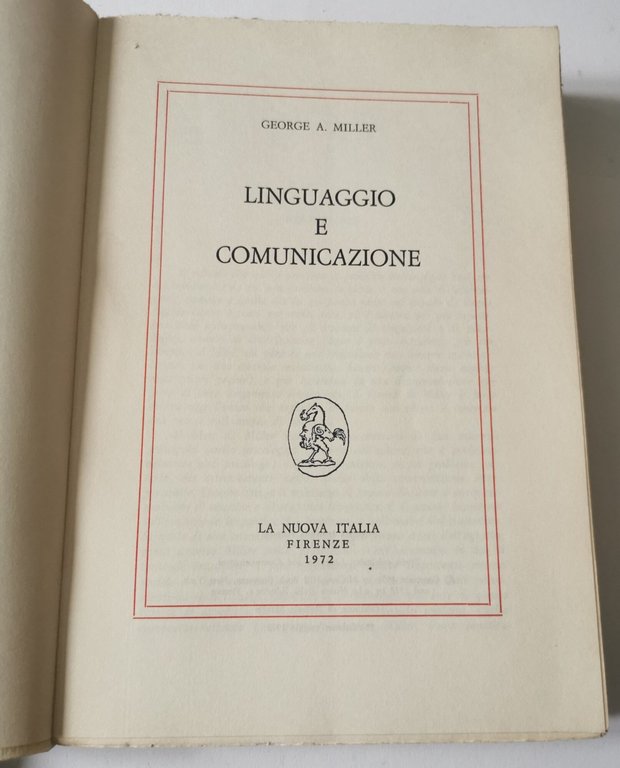 GEORGE A. MILLER
LINGUAGGIO
E
COMUNICAZIONE
LA NUOVA ITALIA
FIRENZE
1972